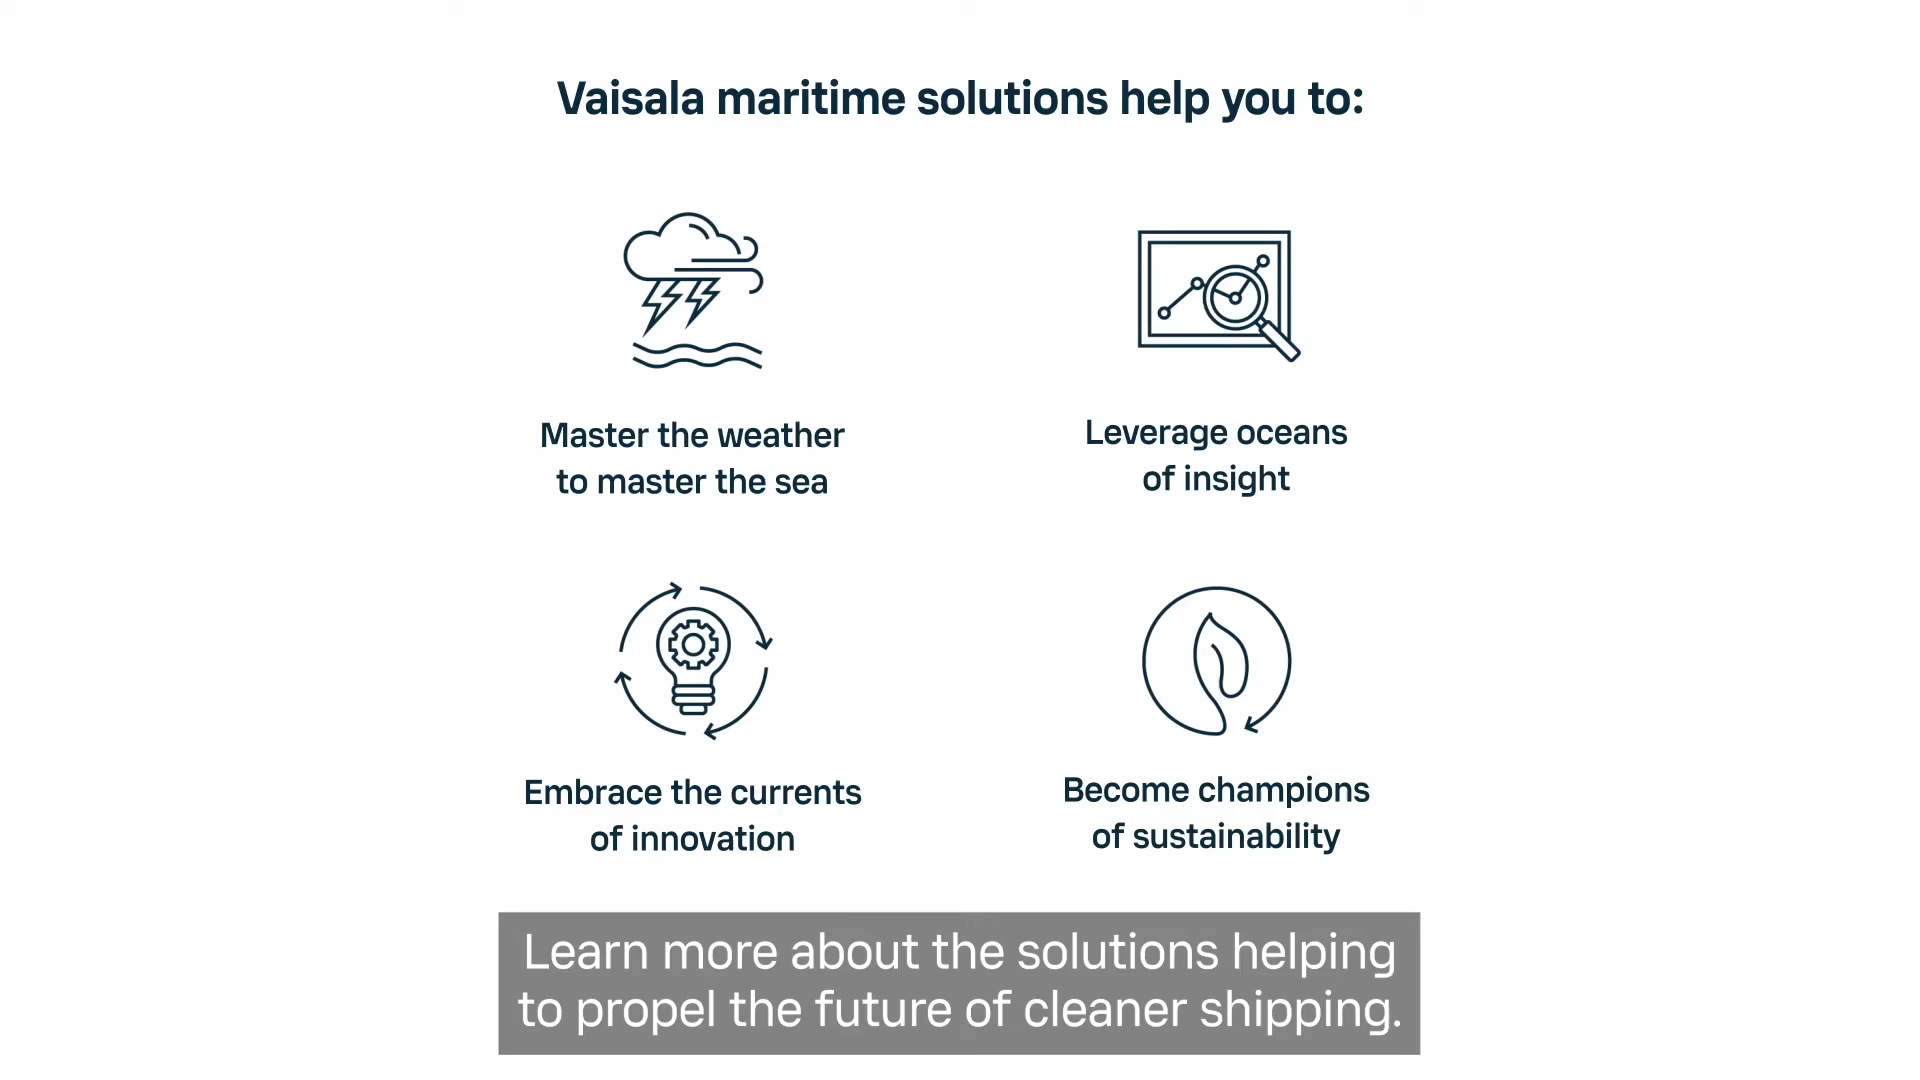 Vaisala maritime solutions help you to:
Master the weather
to master the sea
Leverage oceans
of insight
Embrace the currents
of innovation
Become champions
of sustainability
Learn more about the solutions helping
to propel the future of cleaner shipping.